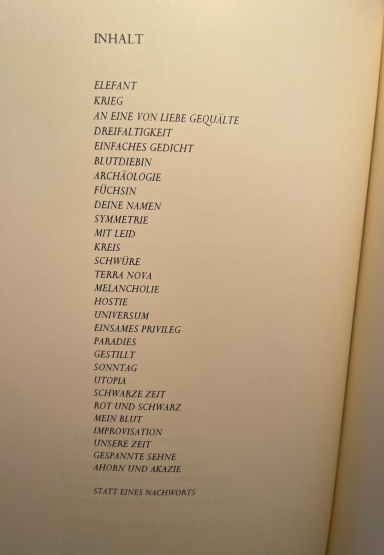 INHALT
ELEFANT
KRIEG
AN EINE VON LIEBE GEQUÄLTE
DREIFALTIGKEIT
EINFACHES GEDICHT
BLUTDIEBIN
ARCHÄOLOGIE
FÜCHSIN
DEINE NAMEN
SYMMETRIE
MIT LEID
KREIS
SCHWÜRE
TERRA NOVA
MELANCHOLIE
HOSTIE
UNIVERSUM
EINSAMES PRIVILEG
PARADIES
GESTILLT
SONNTAG
UTOPIA
SCHWARZE ZEIT
ROT UND SCHWARZ
MEIN BLUT
IMPROVISATION
UNSERE ZEIT
GESPANNTE SEHNE
AHORN UND AKAZIE
STATT EINES NACHWORTS